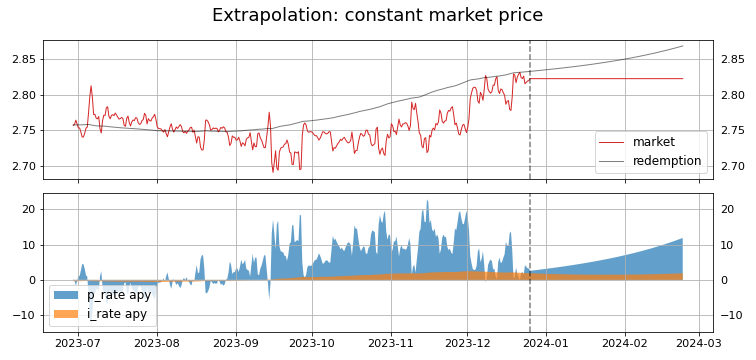 Extrapolation: constant market price
2.85 2.85
2.80 2.80
2.75 2.75
2.70 2.70
market
redemption
20 20
10 10
0 0
−10 −10
p_rate apy
i_rate apy
2023-07 2023-08 2023-09 2023-10 2023-11 2023-12 2024-01 2024-02 2024-03